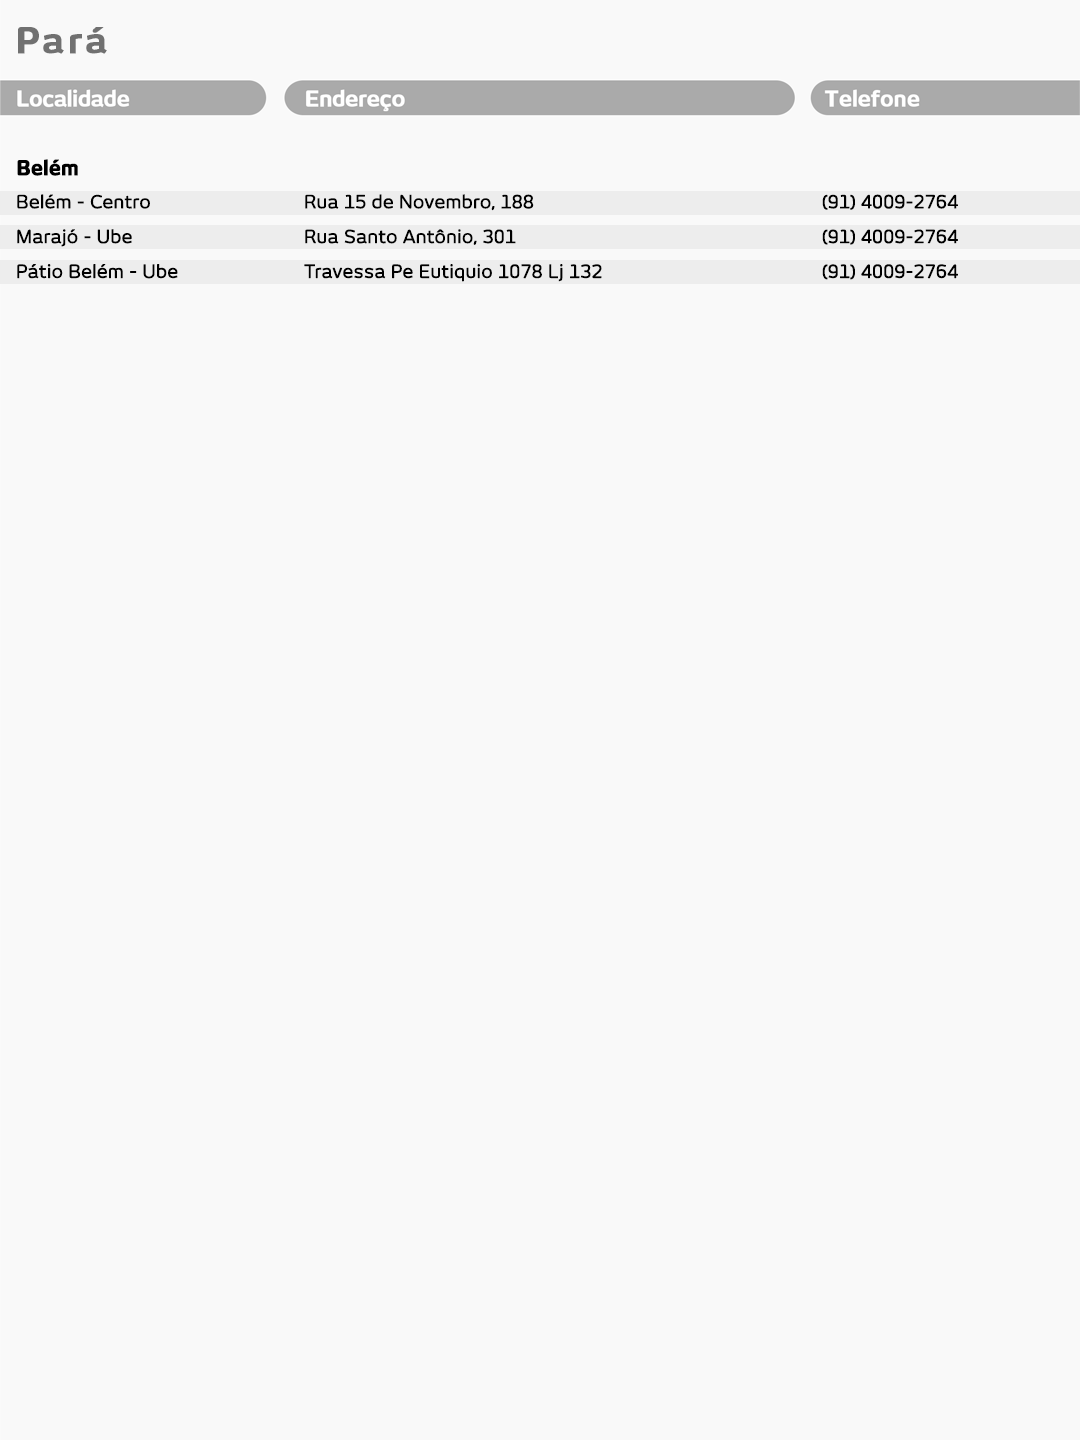 Pará
Localidade Endereço Telefone
Belém
Belém - Centro Rua 15 de Novembro, 188 (91) 4009-2764
Marajó - Ube Rua Santo Antônio, 301 (91) 4009-2764
Pátio Belém - Ube Travessa Pe Eutiquio 1078 Lj 132 (91) 4009-2764